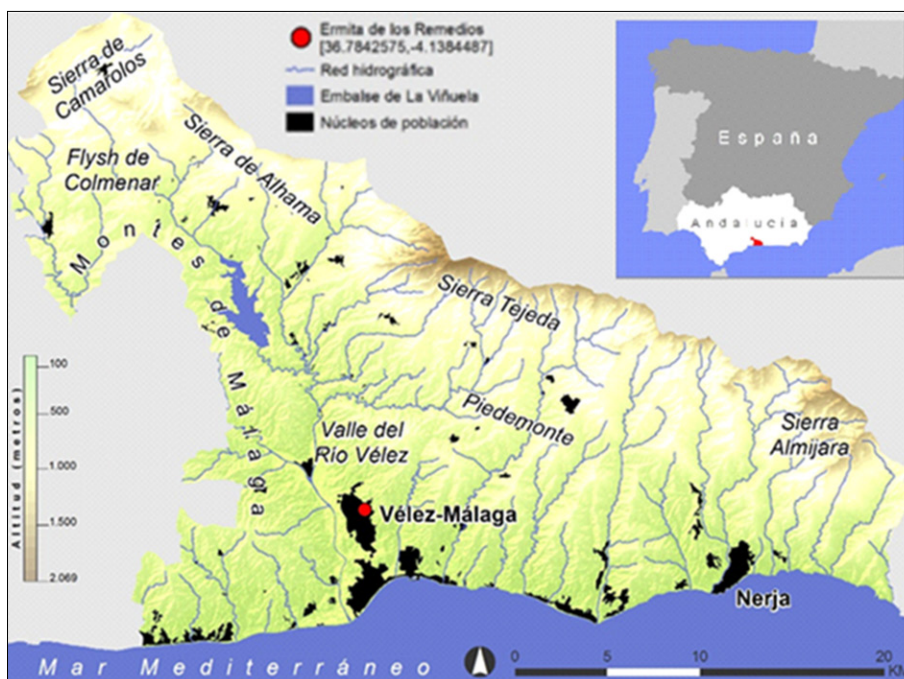 Ermita de los Remedios
[36.7842575,-4.1384487]
Red hidrográfica
Embalse de La Viñuela
Núcleos de población
España
Andalucía
Sierra de
Camarolos
Sierra de Alhama
Flysh de
Colmenar
Montes de Málaga
Sierra Tejeda
Piedemonte
Sierra
Almijara
Valle del
Rio Vélez
Vélez-Málaga
Nerja
Altitud (metros)
100
500
1.000
1.500
2.069
Mar Mediterráneo
0 5 10 20
KM